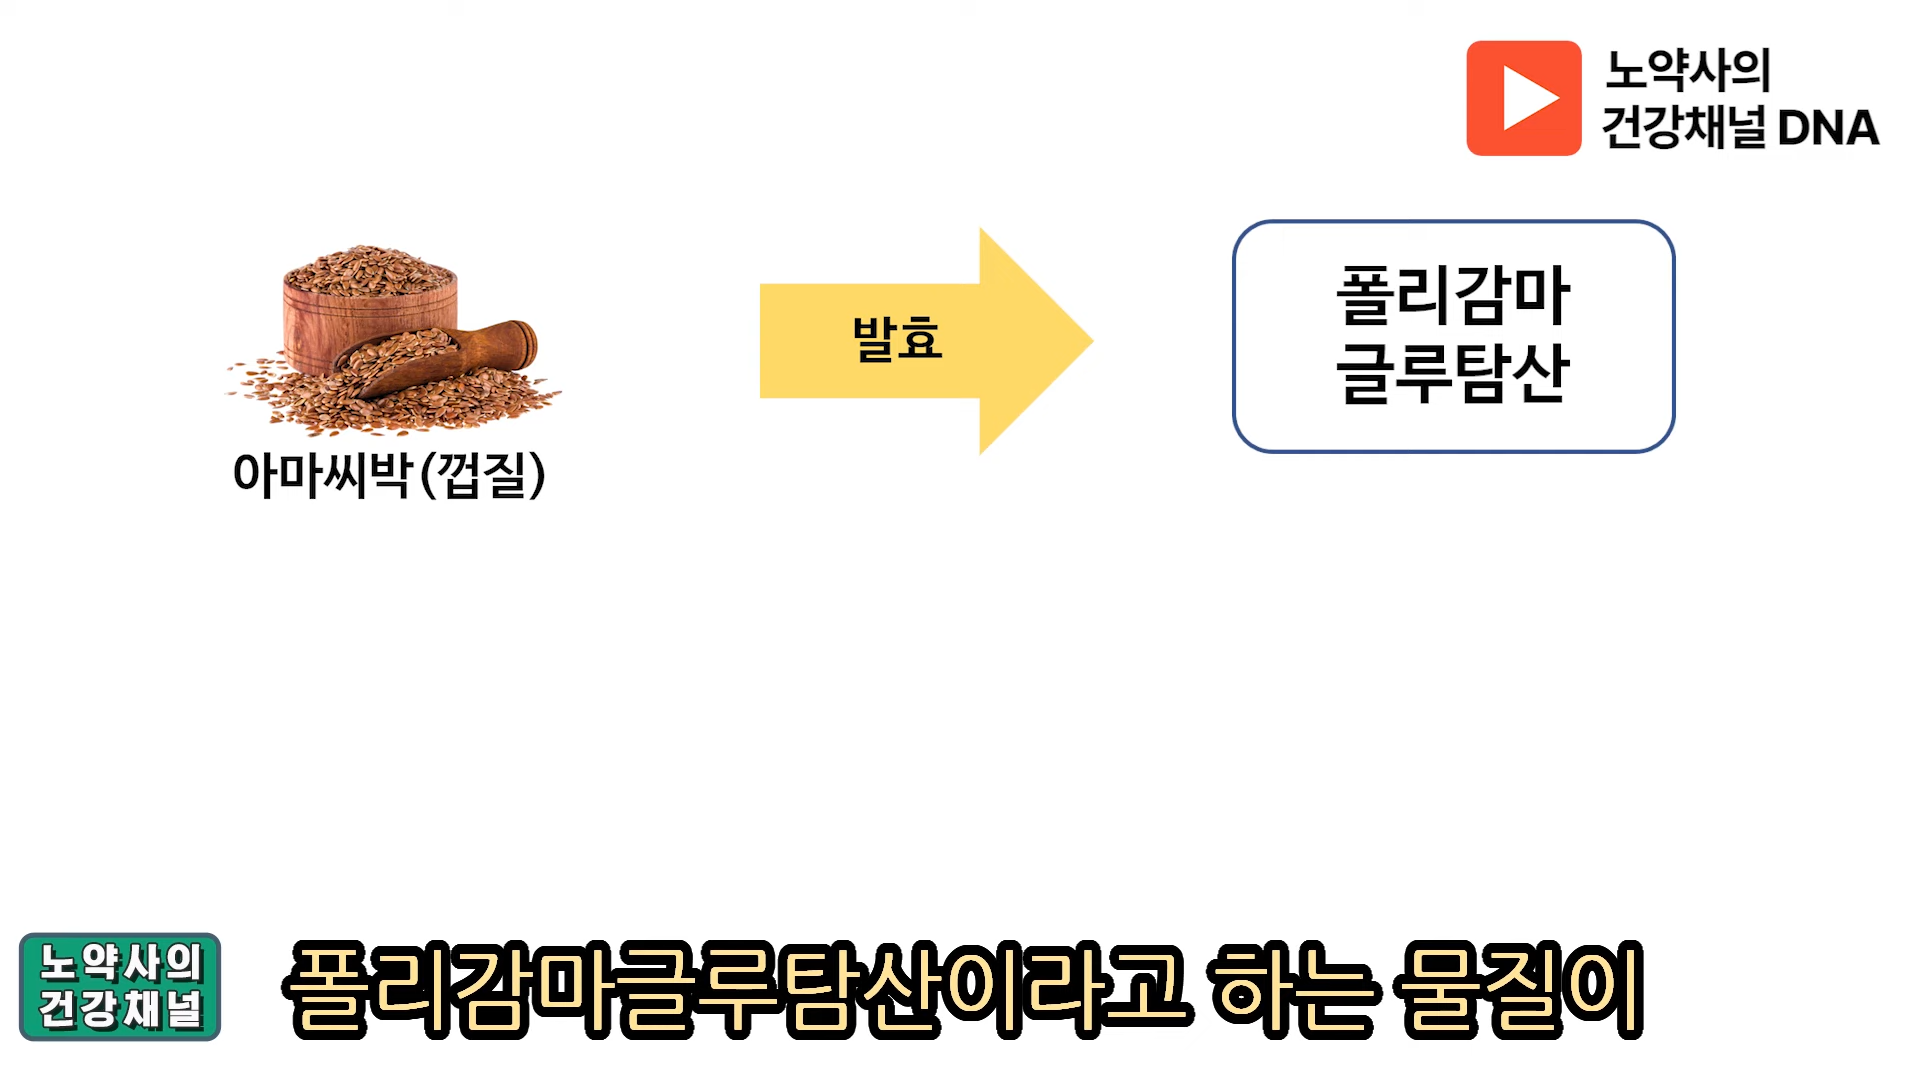 노약사의
건강채널 DNA
발효
폴리감마
글루탐산
아마씨박(껍질)
노약사의
건강채널
폴리감마글루탐산이라고 하는 물질이